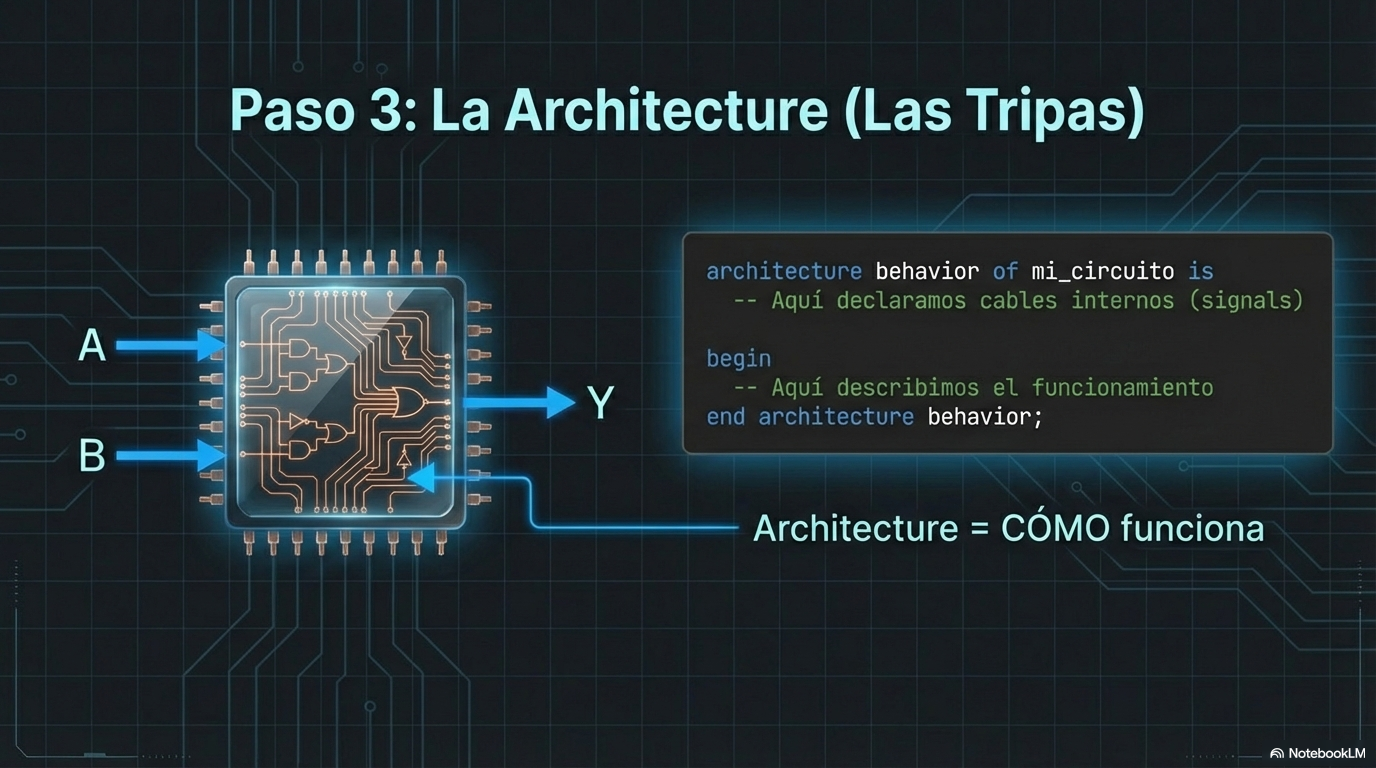 Paso 3: La Architecture (Las Tripas)
A
B
Y
architecture behavior of mi_circuito is
-- Aquí declaramos cables internos (signals)
begin
-- Aquí describimos el funcionamiento
end architecture behavior;
Architecture = CÓMO funciona
NotebookLM